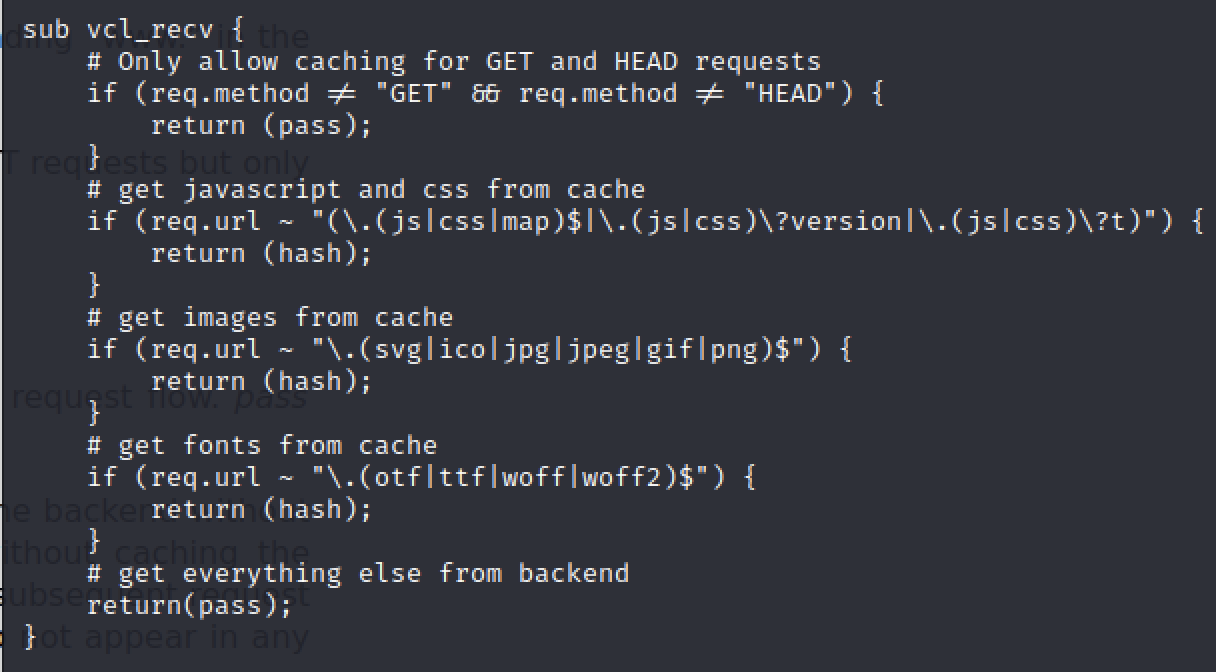 sub vcl_recv {
    # Only allow caching for GET and HEAD requests
    if (req.method != "GET" && req.method != "HEAD") {
        return (pass);
    }
    # get javascript and css from cache
    if (req.url ~ "(\.(js|css|map)$|\.(js|css)\?version|\.(js|css)\?t)") {
        return (hash);
    }
    # get images from cache
    if (req.url ~ "\.(svg|ico|jpg|jpeg|gif|png)$") {
        return (hash);
    }
    # get fonts from cache
    if (req.url ~ "\.(otf|ttf|woff|woff2)$") {
        return (hash);
    }
    # get everything else from backend
    return(pass);
}